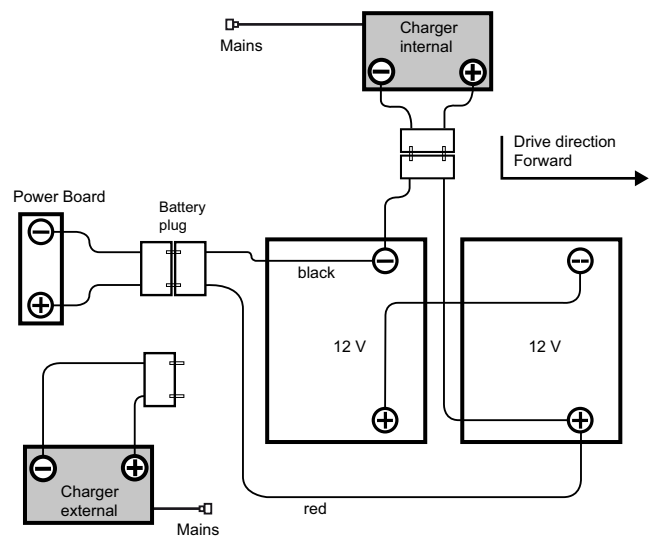 Charger
internal
Mains
Drive direction
Forward
Power Board
Battery
plug
black
12 V
12 V
Charger
external
red
Mains